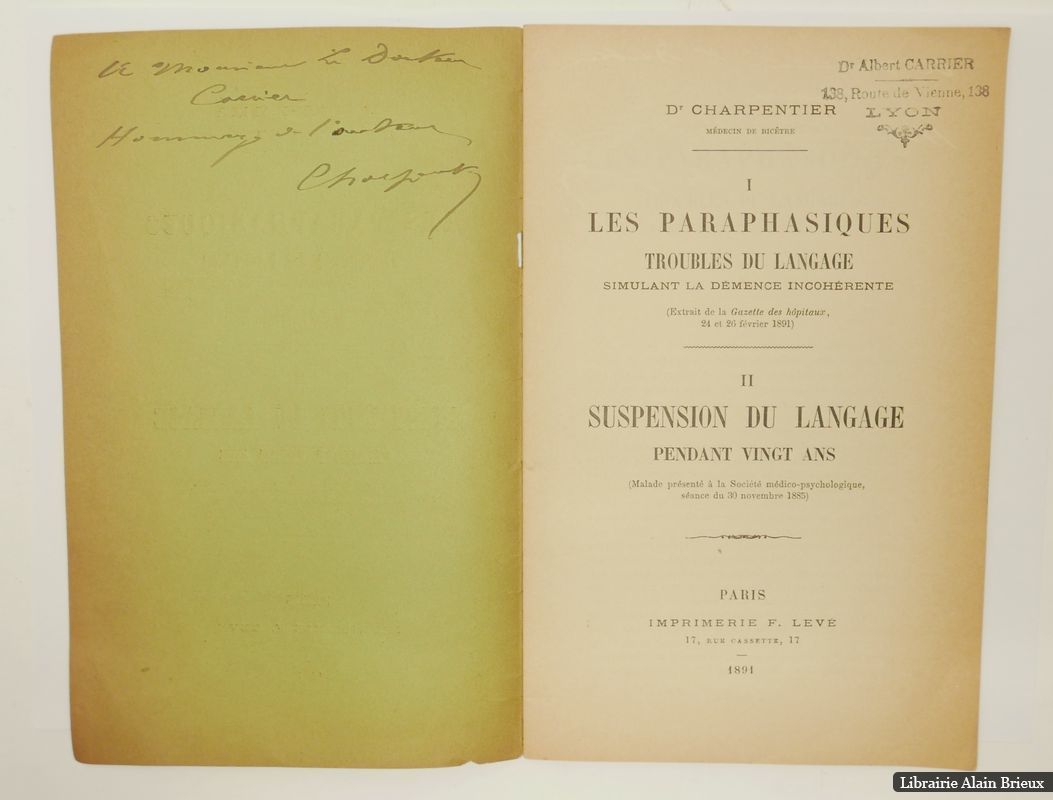 A Monsieur le Docteur
Carrier
Hommage de l'auteur
Charpentier
Dr Albert CARRIER
138, Route de Vienne, 138
LYON
Dr CHARPENTIER
MÉDECIN DE BICÊTRE
I
LES PARAPHASIQUES
TROUBLES DU LANGAGE
SIMULANT LA DÉMENCE INCOHÉRENTE
(Extrait de la Gazette des hôpitaux,
24 et 26 février 1891)
II
SUSPENSION DU LANGAGE
PENDANT VINGT ANS
(Malade présenté à la Société médico-psychologique,
séance du 30 novembre 1885)
PARIS
IMPRIMERIE F. LEVÉ
17, RUE CASSETTE, 17
1891
Librairie Alain Brieux